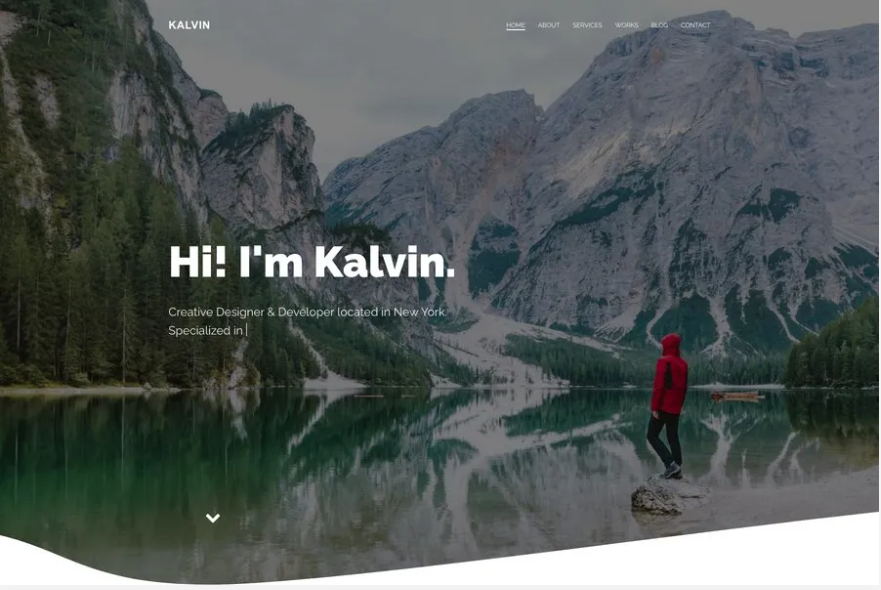 KALVIN
HOME ABOUT SERVICES WORKS BLOG CONTACT
Hi! I'm Kalvin.
Creative Designer & Developer located in New York.
Specialized in|